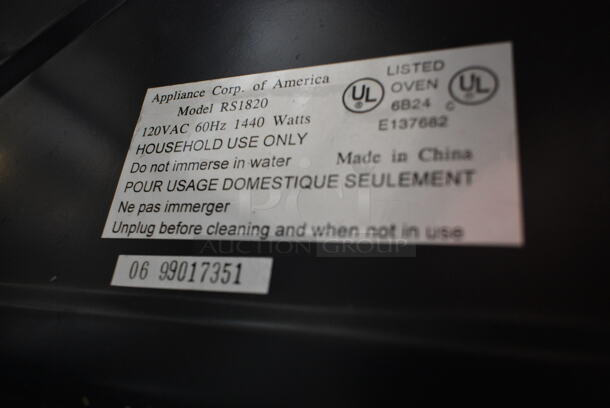 Appliance Corp. of America
Model RS1820
120VAC 60Hz 1440 Watts
HOUSEHOLD USE ONLY
Do not immerse in water
Made in China
POUR USAGE DOMESTIQUE SEULEMENT
Ne pas immerger
Unplug before cleaning and when not in use
UL
LISTED
OVEN
6B24
C UL
E137682
06 99017351
PCI
AUCTION GROUP